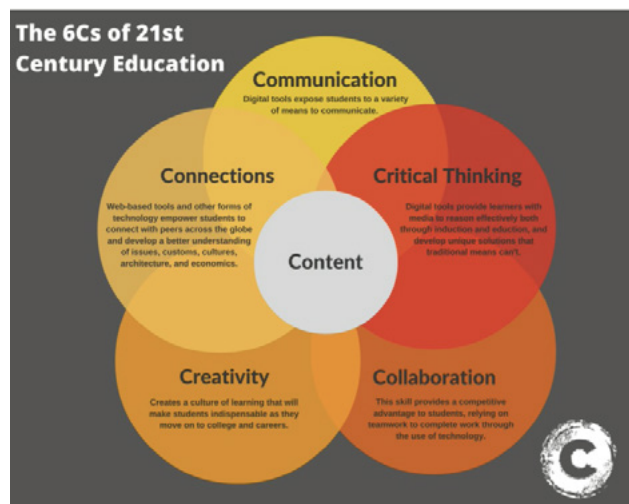 The 6Cs of 21st
Century Education
Communication
Digital tools expose students to a variety
of means to communicate.
Connections
Web-based tools and other forms of
technology empower students to
connect with peers across the globe
and develop a better understanding
of issues, customs, cultures,
architecture, and economics.
Critical Thinking
Digital tools provide learners with
media to reason effectively both
through induction and eduction, and
develop unique solutions that
traditional means can't.
Content
Creativity
Creates a culture of learning that will
make students indispensable as they
move on to college and careers.
Collaboration
This skill provides a competitive
advantage to students, relying on
teamwork to complete work through
the use of technology.
C